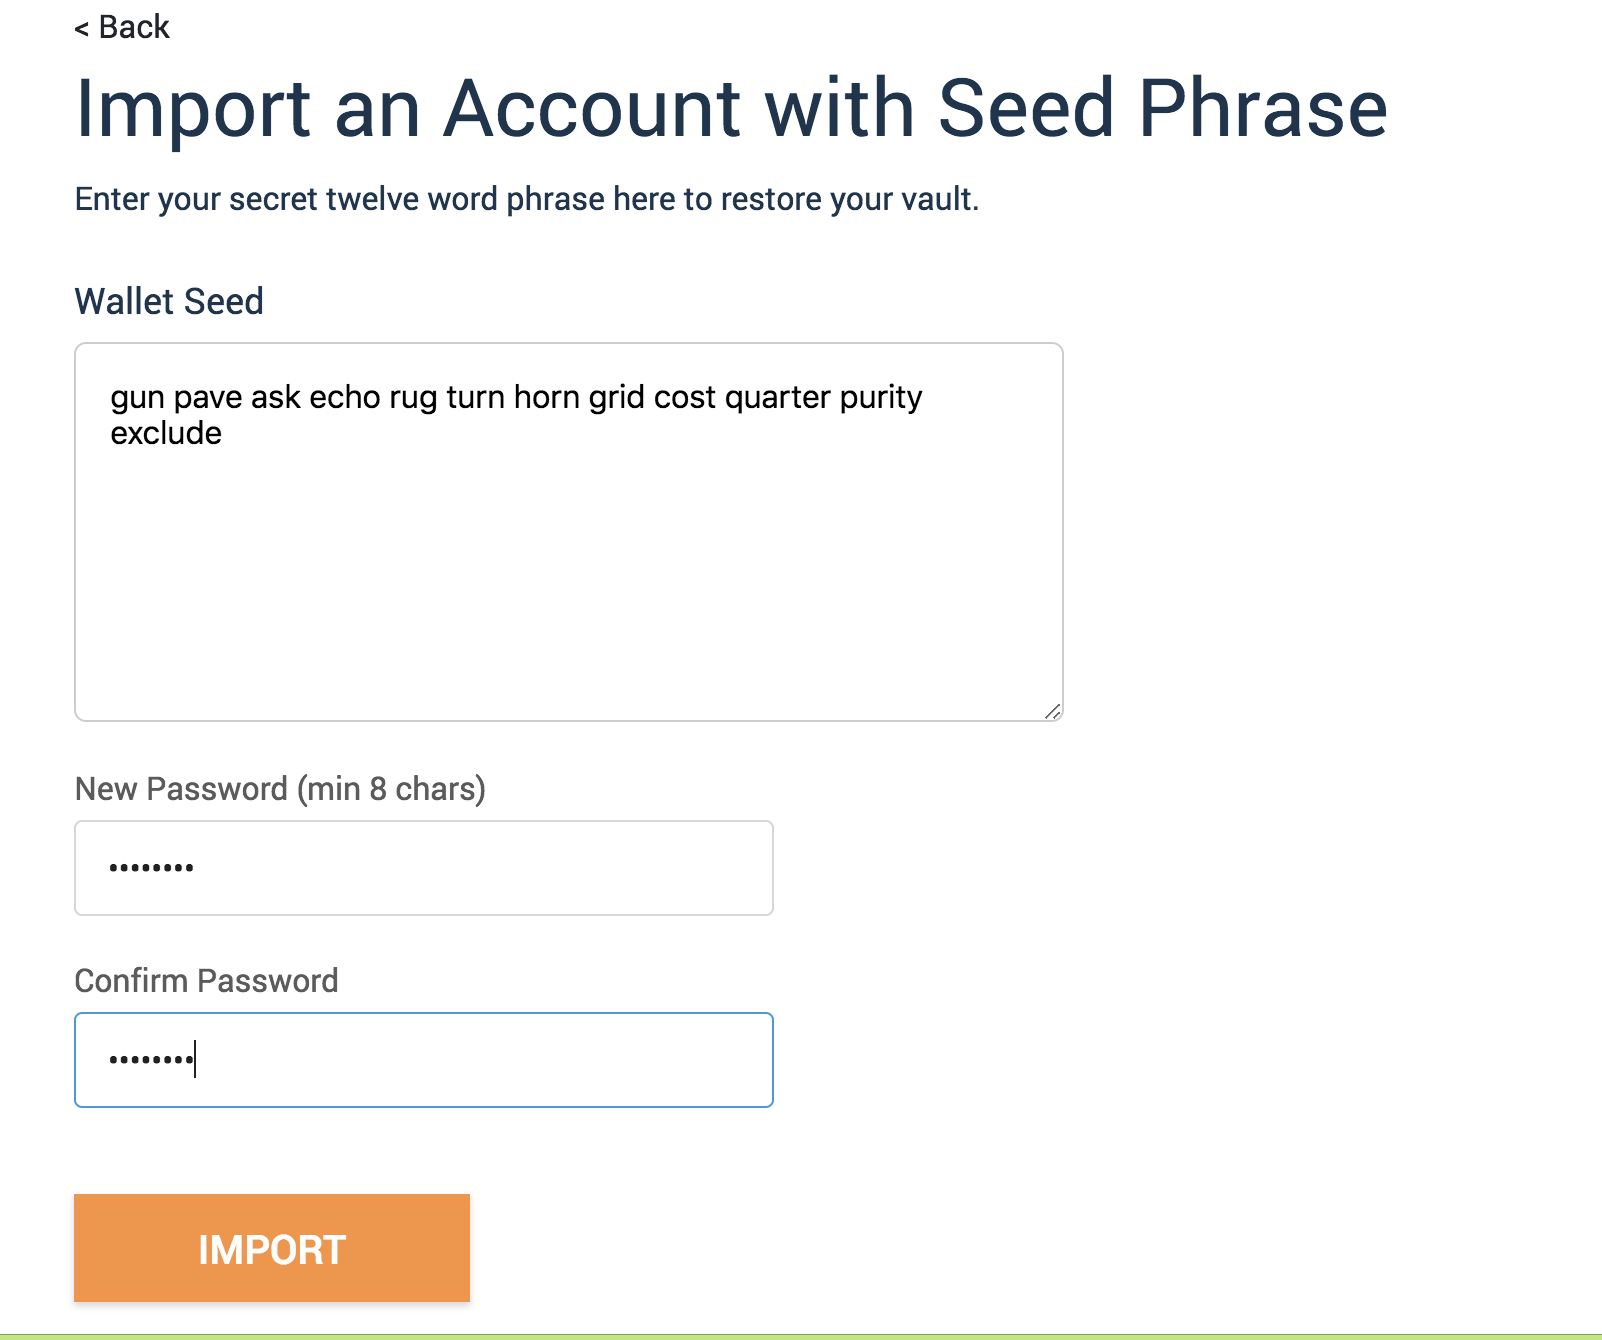 < Back
Import an Account with Seed Phrase
Enter your secret twelve word phrase here to restore your vault.
Wallet Seed
gun pave ask echo rug turn horn grid cost quarter purity
exclude
New Password (min 8 chars)
••••••••
Confirm Password
••••••••
IMPORT